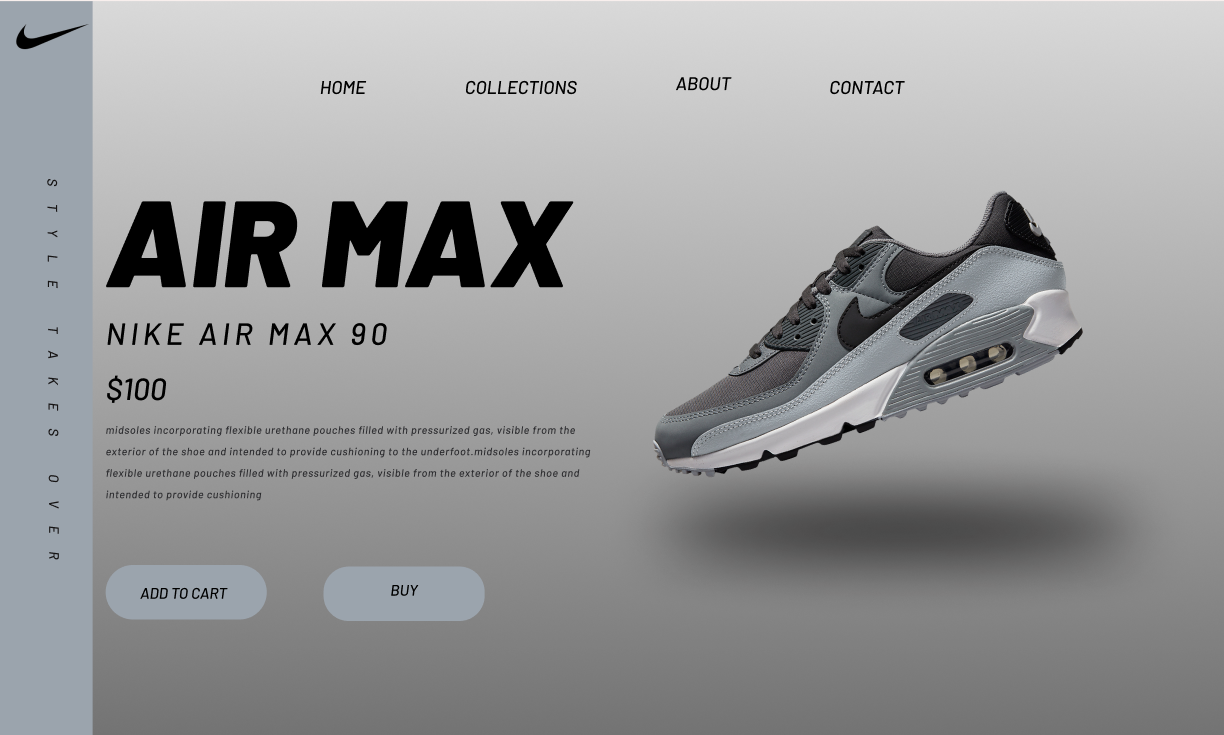 HOME COLLECTIONS ABOUT CONTACT
STYLE TAKES OVER
AIR MAX
NIKE AIR MAX 90
$100
midsoles incorporating flexible urethane pouches filled with pressurized gas, visible from the
exterior of the shoe and intended to provide cushioning to the underfoot.midsoles incorporating
flexible urethane pouches filled with pressurized gas, visible from the exterior of the shoe and
intended to provide cushioning
ADD TO CART BUY